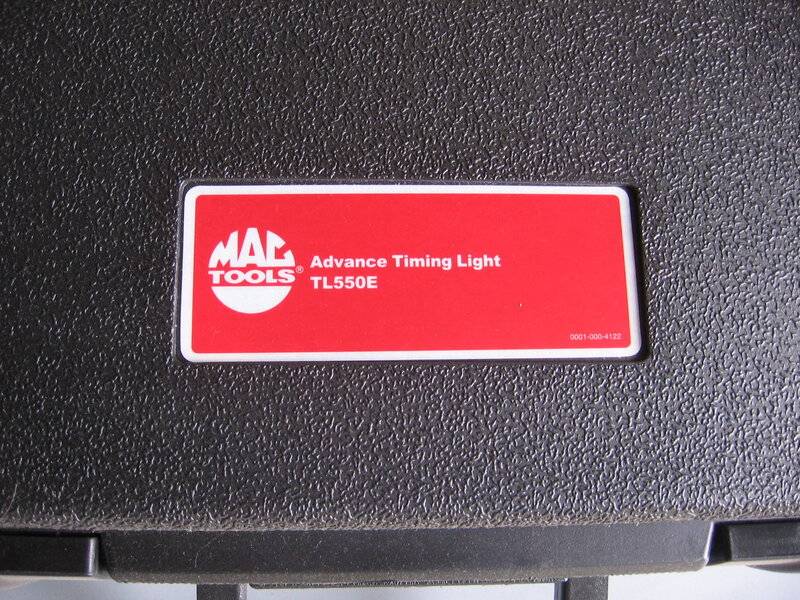 MAC
TOOLS®
Advance Timing Light
TL550E
0001-000-4122